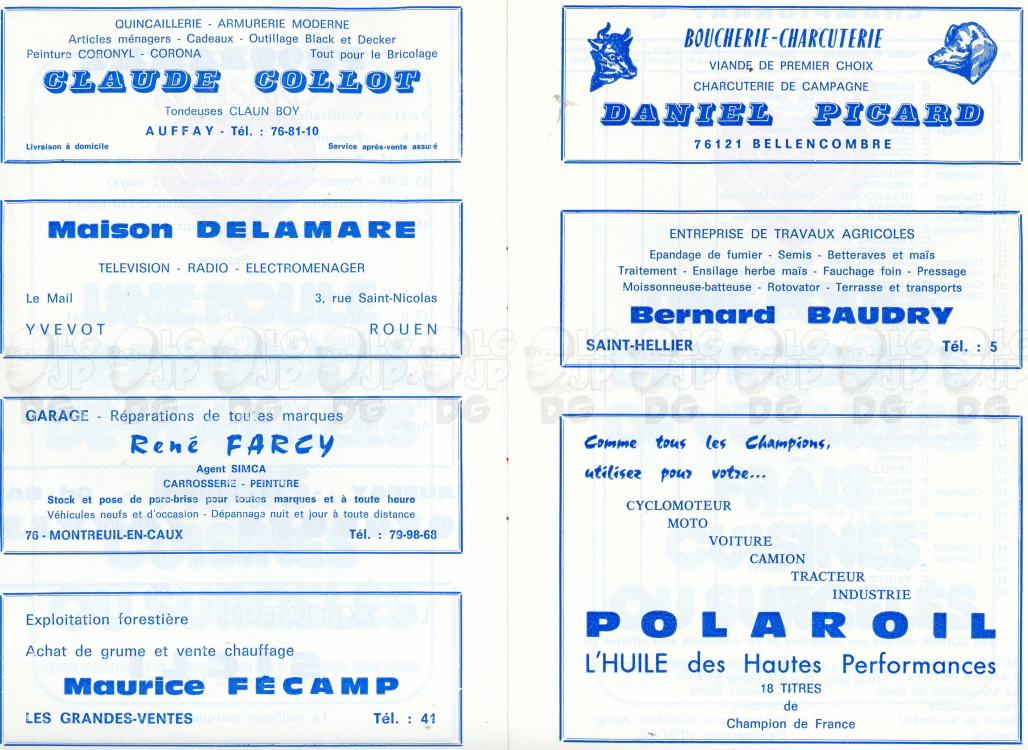 QUINCAILLERIE - ARMURERIE MODERNE
Articles ménagers - Cadeaux - Outillage Black et Decker
Peinture CORONYL - CORONA Tout pour le Bricolage
CLAUDE COLLOT
Tondeuses CLAUN BOY
AUFFAY - Tél. : 76-81-10
Livraison à domicile Service après-vente assuré
Maison DELAMARE
TELEVISION - RADIO - ELECTROMENAGER
Le Mail 3, rue Saint-Nicolas
YVEVOT ROUEN
GARAGE - Réparations de toutes marques
René FARCY
Agent SIMCA
CARROSSERIE - PEINTURE
Stock et pose de pare-brise pour toutes marques et à toute heure
Véhicules neufs et d'occasion - Dépannage nuit et jour à toute distance
76 - MONTREUIL-EN-CAUX Tél. : 79-98-68
Exploitation forestière
Achat de grume et vente chauffage
Maurice FÉCAMP
LES GRANDES-VENTES Tél. : 41
BOUCHERIE-CHARCUTERIE
VIANDE DE PREMIER CHOIX
CHARCUTERIE DE CAMPAGNE
DANIEL PICARD
76121 BELLENCOMBRE
ENTREPRISE DE TRAVAUX AGRICOLES
Epandage de fumier - Semis - Betteraves et maïs
Traitement - Ensilage herbe maïs - Fauchage foin - Pressage
Moissonneuse-batteuse - Rotovator - Terrasse et transports
Bernard BAUDRY
SAINT-HELLIER Tél. : 5
Comme tous les Champions,
utilisez pour votre...
CYCLOMOTEUR
MOTO
VOITURE
CAMION
TRACTEUR
INDUSTRIE
POLAROIL
L'HUILE des Hautes Performances
18 TITRES
de
Champion de France